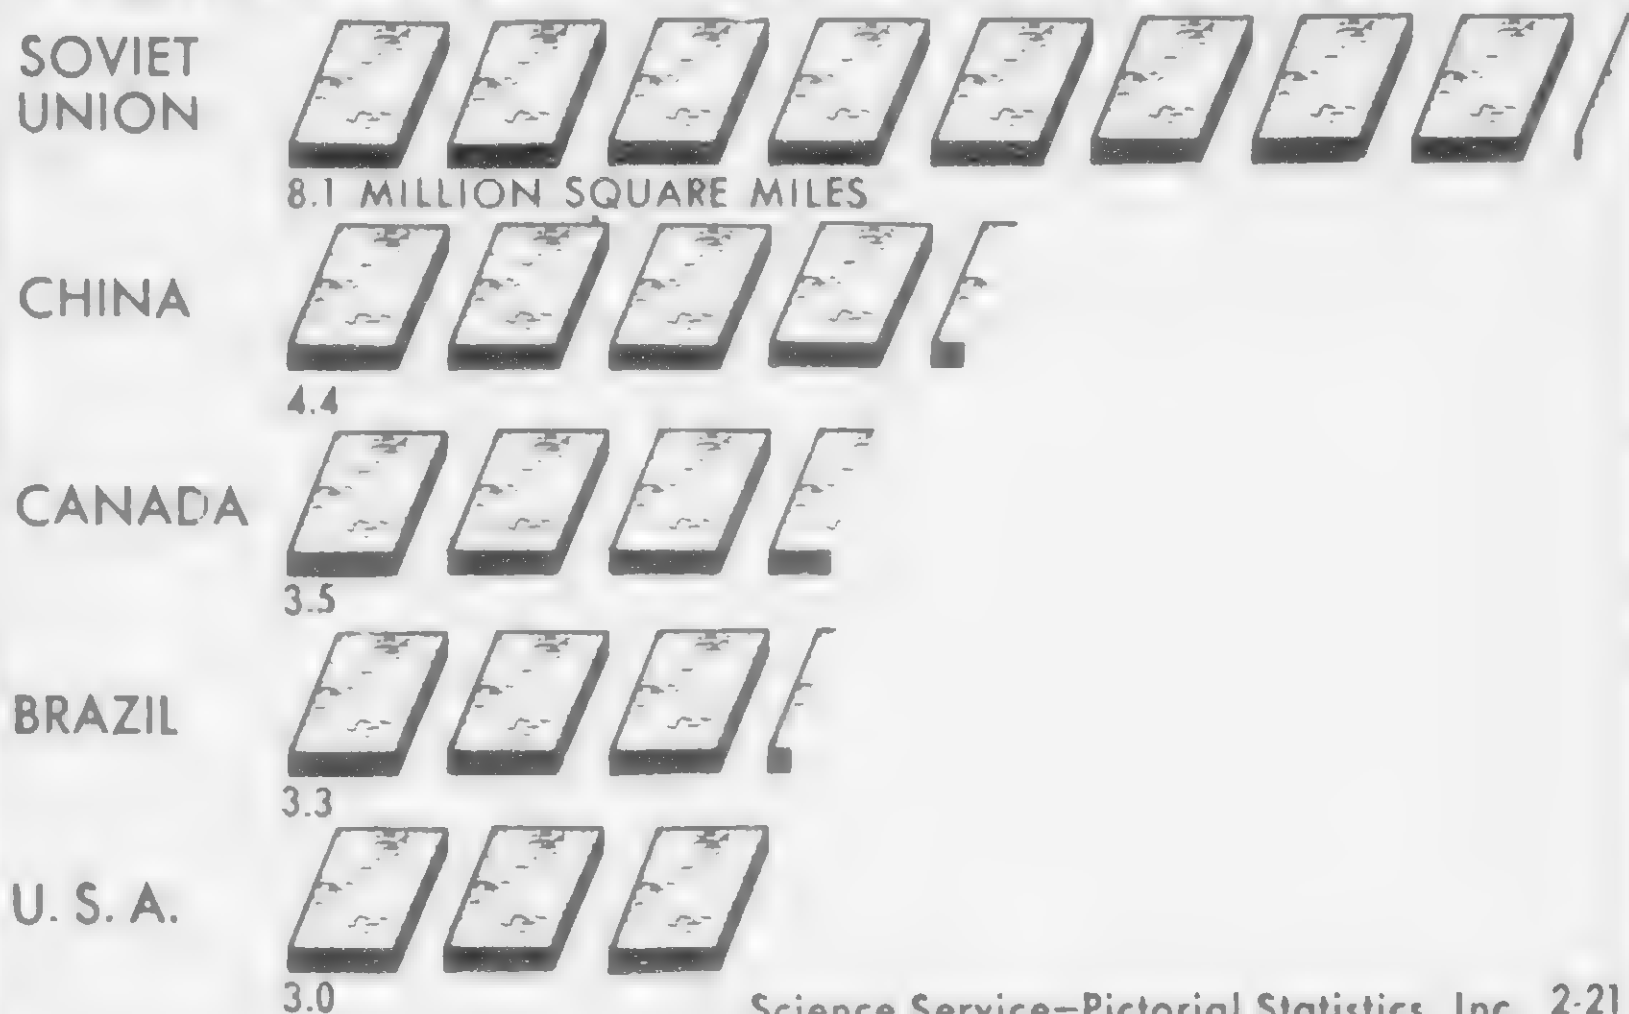 SOVIET
UNION
8.1 MILLION SQUARE MILES
CHINA
4.4
CANADA
3.5
BRAZIL
3.3
U. S. A.
3.0
Science Service—Pictorial Statistics, Inc. 2-21